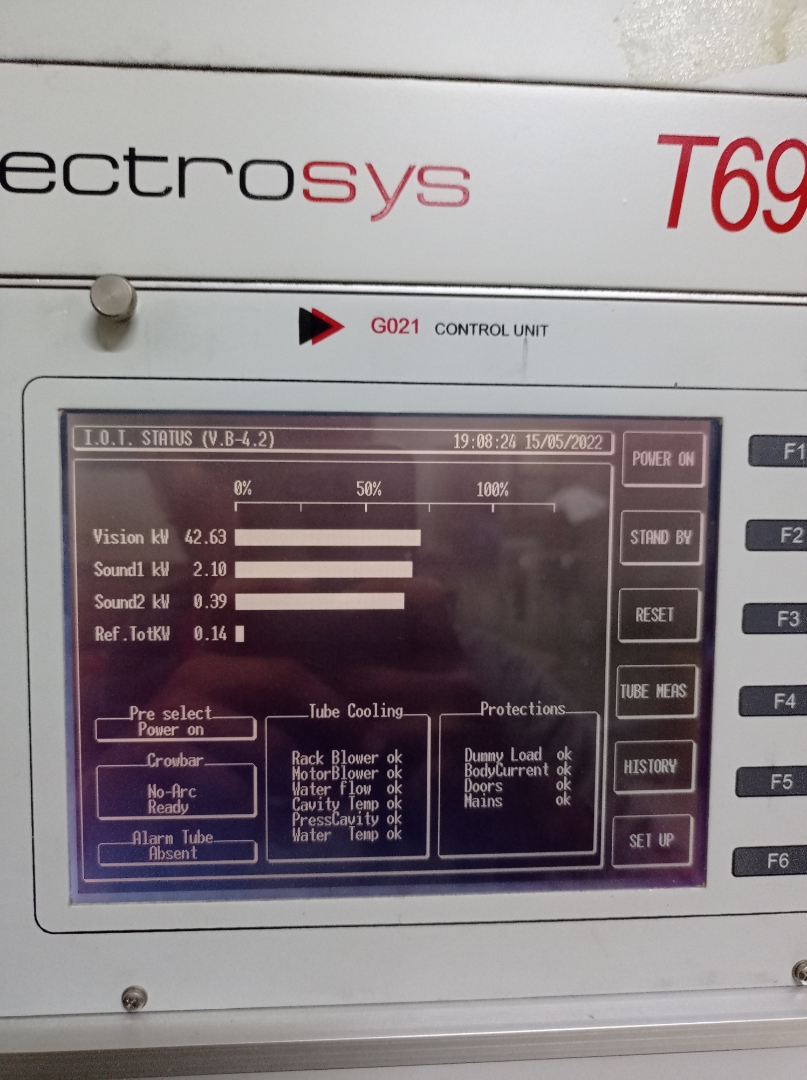 ectrosys
T69
G021 CONTROL UNIT
I.O.T. STATUS (V.B-4.2) 19:08:24 15/05/2022
0% 50% 100%
Vision kW 42.63
Sound1 kW 2.10
Sound2 kW 0.39
Ref.TotKW 0.14
Pre select
Power on
Crowbar
No-Arc
Ready
Alarm Tube
Absent
Tube Cooling
Rack Blower ok
MotorBlower ok
Water flow ok
Cavity Temp ok
PressCavity ok
Water Temp ok
Protections
Dummy Load ok
BodyCurrent ok
Doors ok
Mains ok
POWER ON
STAND BY
RESET
TUBE MEAS
HISTORY
SET UP
F1
F2
F3
F4
F5
F6